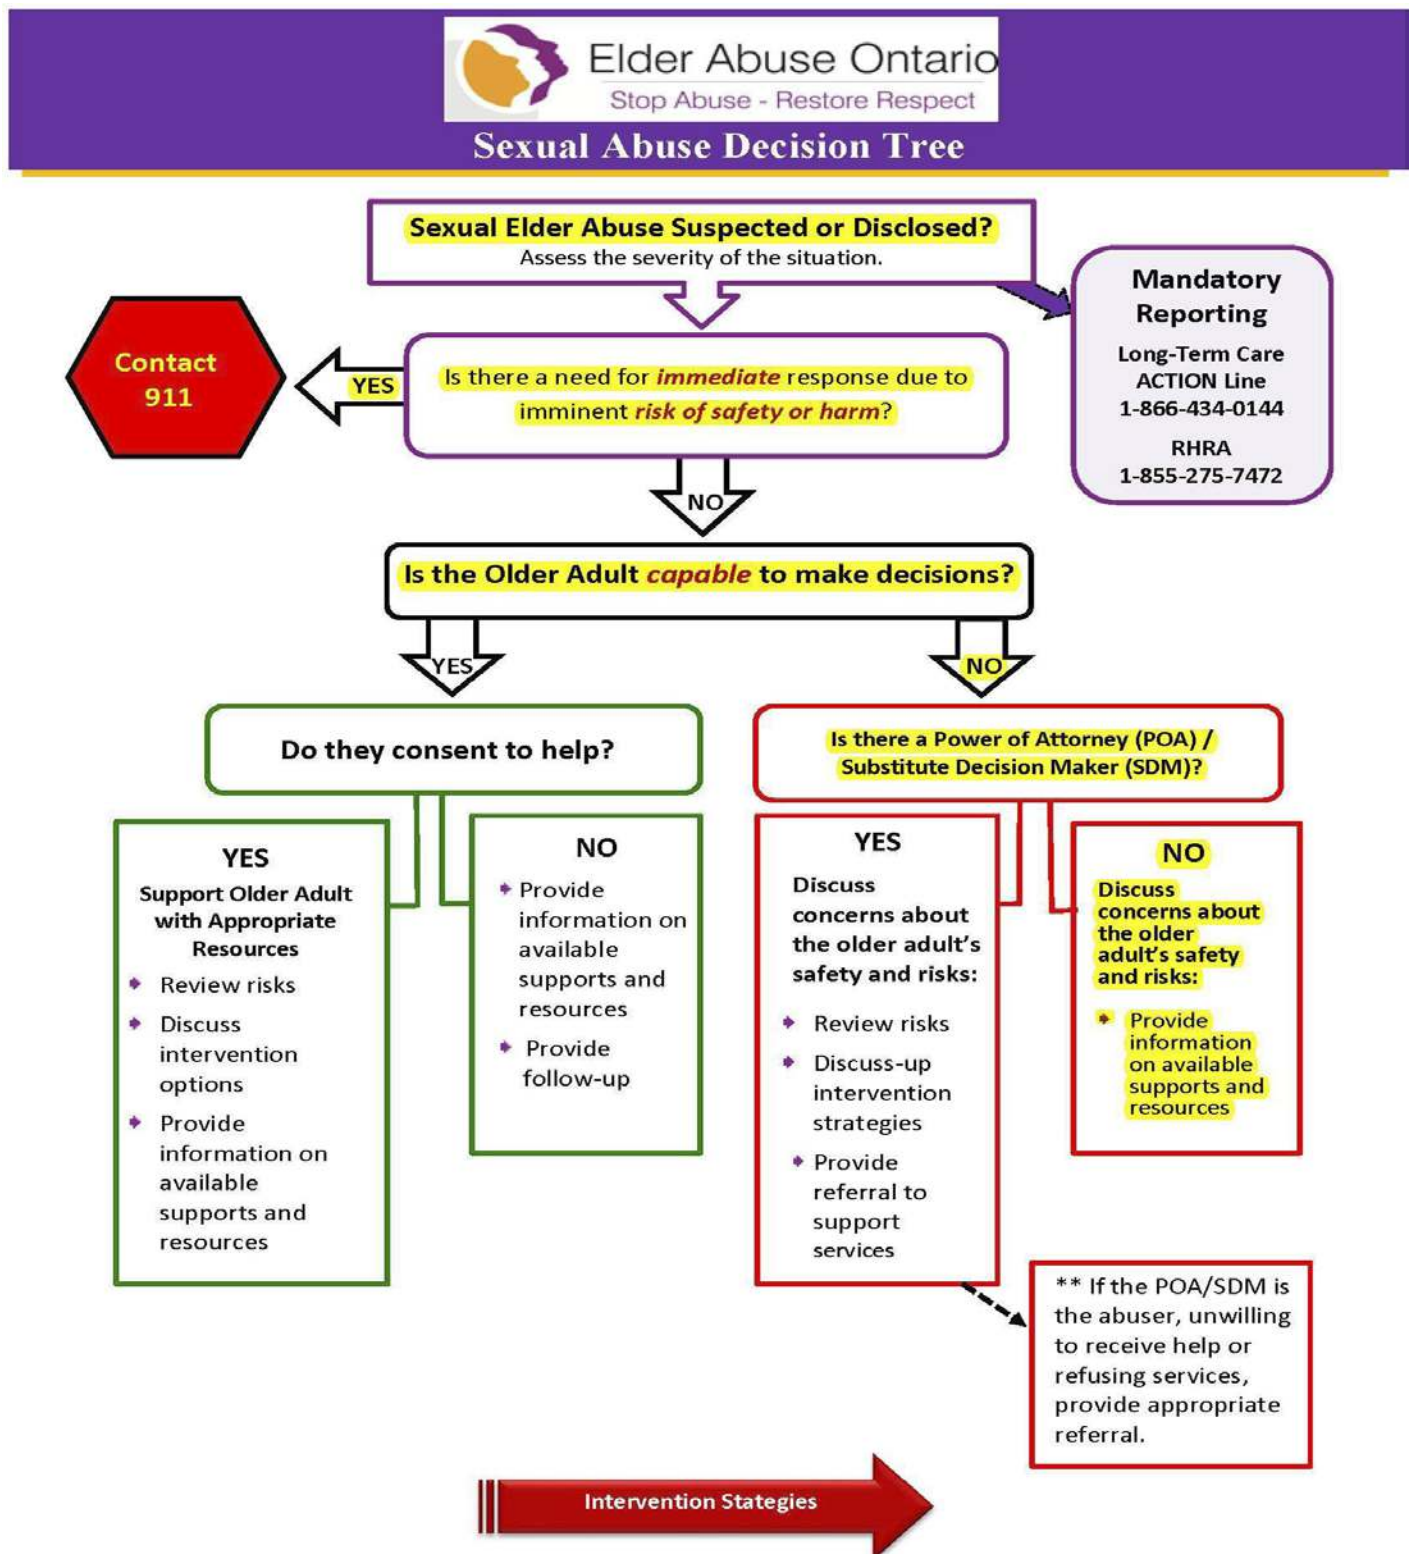 Elder Abuse Ontario
Stop Abuse - Restore Respect
Sexual Abuse Decision Tree
Sexual Elder Abuse Suspected or Disclosed?
Assess the severity of the situation.
Mandatory
Reporting
Long-Term Care
ACTION Line
1-866-434-0144
RHRA
1-855-275-7472
Contact
911
YES
Is there a need for immediate response due to
imminent risk of safety or harm?
NO
Is the Older Adult capable to make decisions?
YES
NO
Do they consent to help?
YES
Support Older Adult
with Appropriate
Resources
Review risks
Discuss
intervention
options
Provide
information on
available
supports and
resources
NO
Provide
information on
available
supports and
resources
Provide
follow-up
Is there a Power of Attorney (POA) /
Substitute Decision Maker (SDM)?
YES
Discuss
concerns about
the older adult's
safety and risks:
Review risks
Discuss-up
intervention
strategies
Provide
referral to
support
services
NO
Discuss
concerns about
the older
adult's safety
and risks:
Provide
information
on available
supports and
resources
** If the POA/SDM is
the abuser, unwilling
to receive help or
refusing services,
provide appropriate
referral.
Intervention Stategies